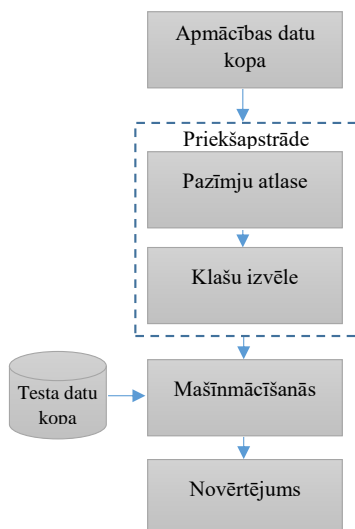 Apmācības datu
kopa
Priekšapstrāde
Pazīmju atlase
Klašu izvēle
Testa datu
kopa
Mašīnmācīšanās
Novērtējums